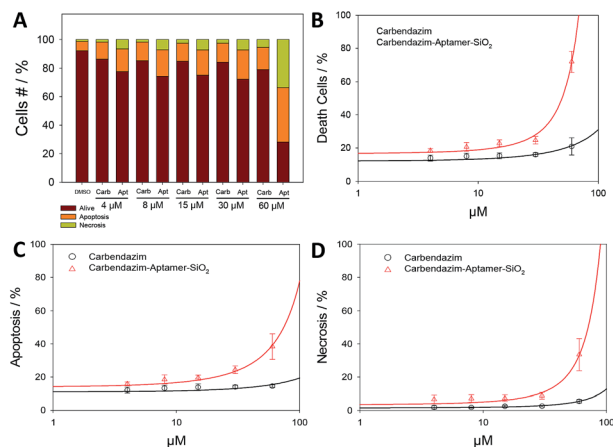 A
Cells # / %
100
80
60
40
20
0
DMSO Carb Apt Carb Apt Carb Apt Carb Apt Carb Apt
4 µM 8 µM 15 µM 30 µM 60 µM
Alive
Apoptosis
Necrosis
B
Death Cells / %
100
80
60
40
20
0
Carbendazim
Carbendazim-Aptamer-SiO₂
1 10 100
µM
C
Apoptosis / %
100
80
60
40
20
0
Carbendazim
Carbendazim-Aptamer-SiO₂
1 10 100
µM
D
Necrosis / %
100
80
60
40
20
0
Carbendazim
Carbendazim-Aptamer-SiO₂
1 10 100
µM